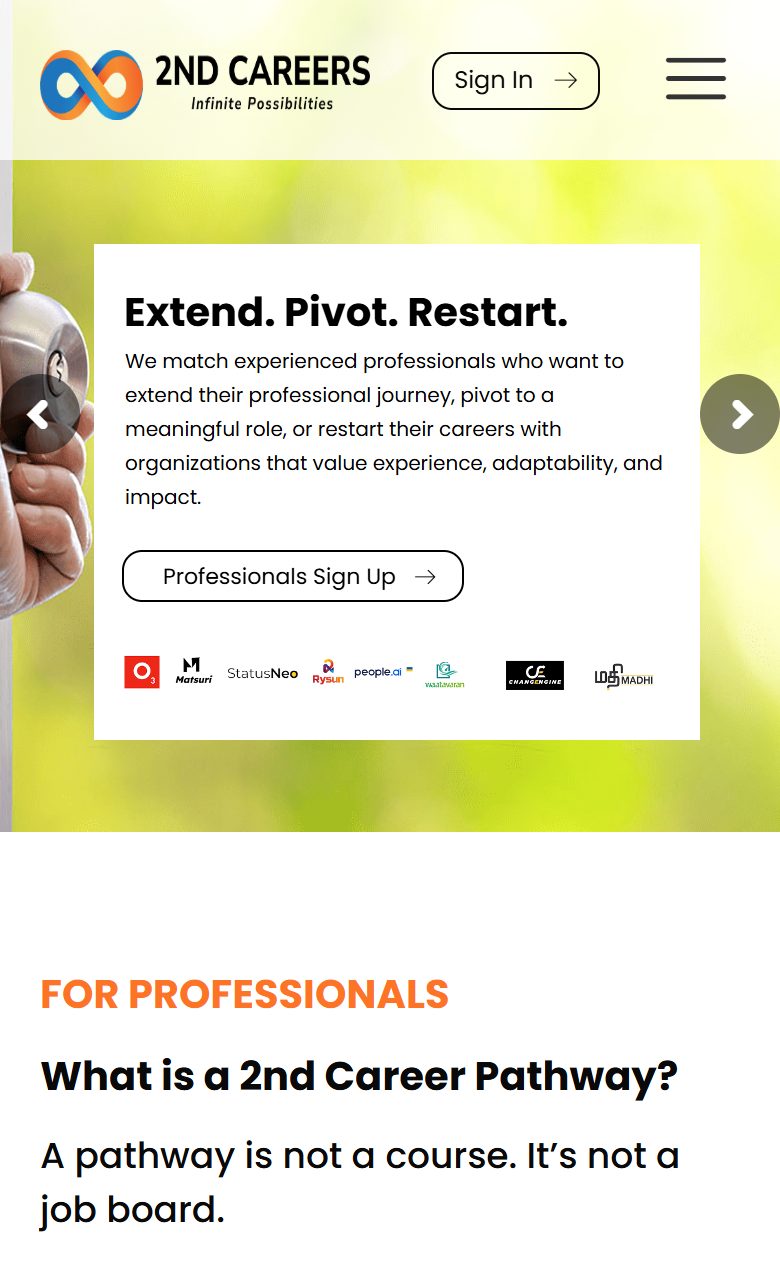 2ND CAREERS
Infinite Possibilities
Sign In
Extend. Pivot. Restart.
We match experienced professionals who want to
extend their professional journey, pivot to a
meaningful role, or restart their careers with
organizations that value experience, adaptability, and
impact.
Professionals Sign Up
O3
Matsuri
StatusNeo
Rysun
people.ai
waatavaran
CE
CHANGENGINE
மதி MADHI
FOR PROFESSIONALS
What is a 2nd Career Pathway?
A pathway is not a course. It’s not a
job board.